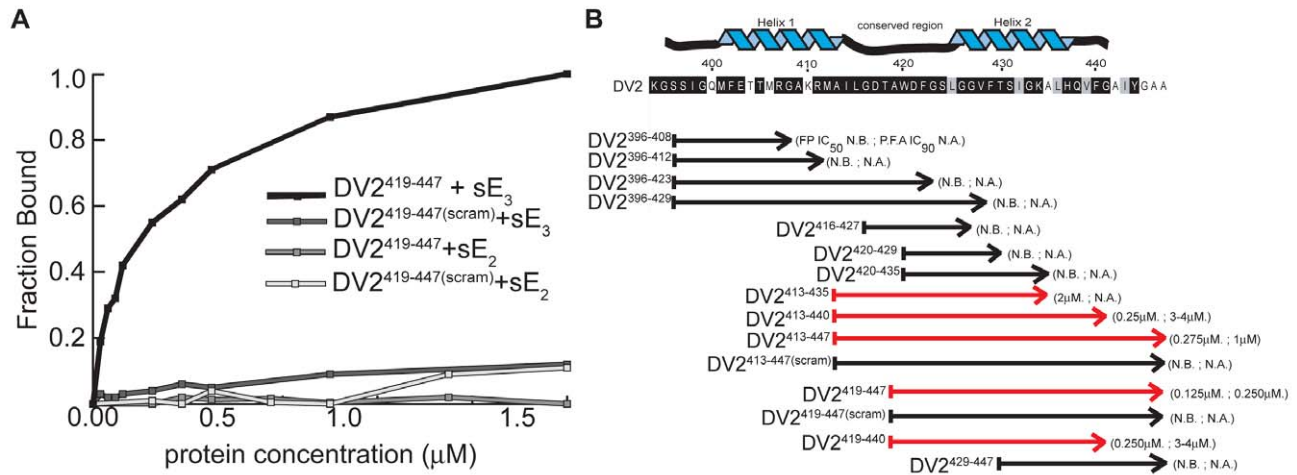 A
Fraction Bound
1.0
0.8
0.6
0.4
0.2
0.00
0.5
1.0
1.5
protein concentration (μM)
DV2419-447 + sE3
DV2419-447(scram)+sE3
DV2419-447+sE2
DV2419-447(scram)+sE2
B
Helix 1 conserved region Helix 2
400 410 420 430 440
DV2 KGSSIGQMFETTMRGAKRMAILGDTAWDFGSLGGVFTSIGKALHQVFGAIYGAA
DV2396-408 (FP IC50 N.B. ; P.F.A IC90 N.A.)
DV2396-412 (N.B. ; N.A.)
DV2396-423 (N.B. ; N.A.)
DV2396-429 (N.B. ; N.A.)
DV2416-427 (N.B. ; N.A.)
DV2420-429 (N.B. ; N.A.)
DV2420-435 (N.B. ; N.A.)
DV2413-435 (2μM. ; N.A.)
DV2413-440 (0.25μM. ; 3-4μM.)
DV2413-447 (0.275μM. ; 1μM)
DV2413-447(scram) (N.B. ; N.A.)
DV2419-447 (0.125μM. ; 0.250μM.)
DV2419-447(scram) (N.B. ; N.A.)
DV2419-440 (0.250μM. ; 3-4μM.)
DV2429-447 (N.B. ; N.A.)